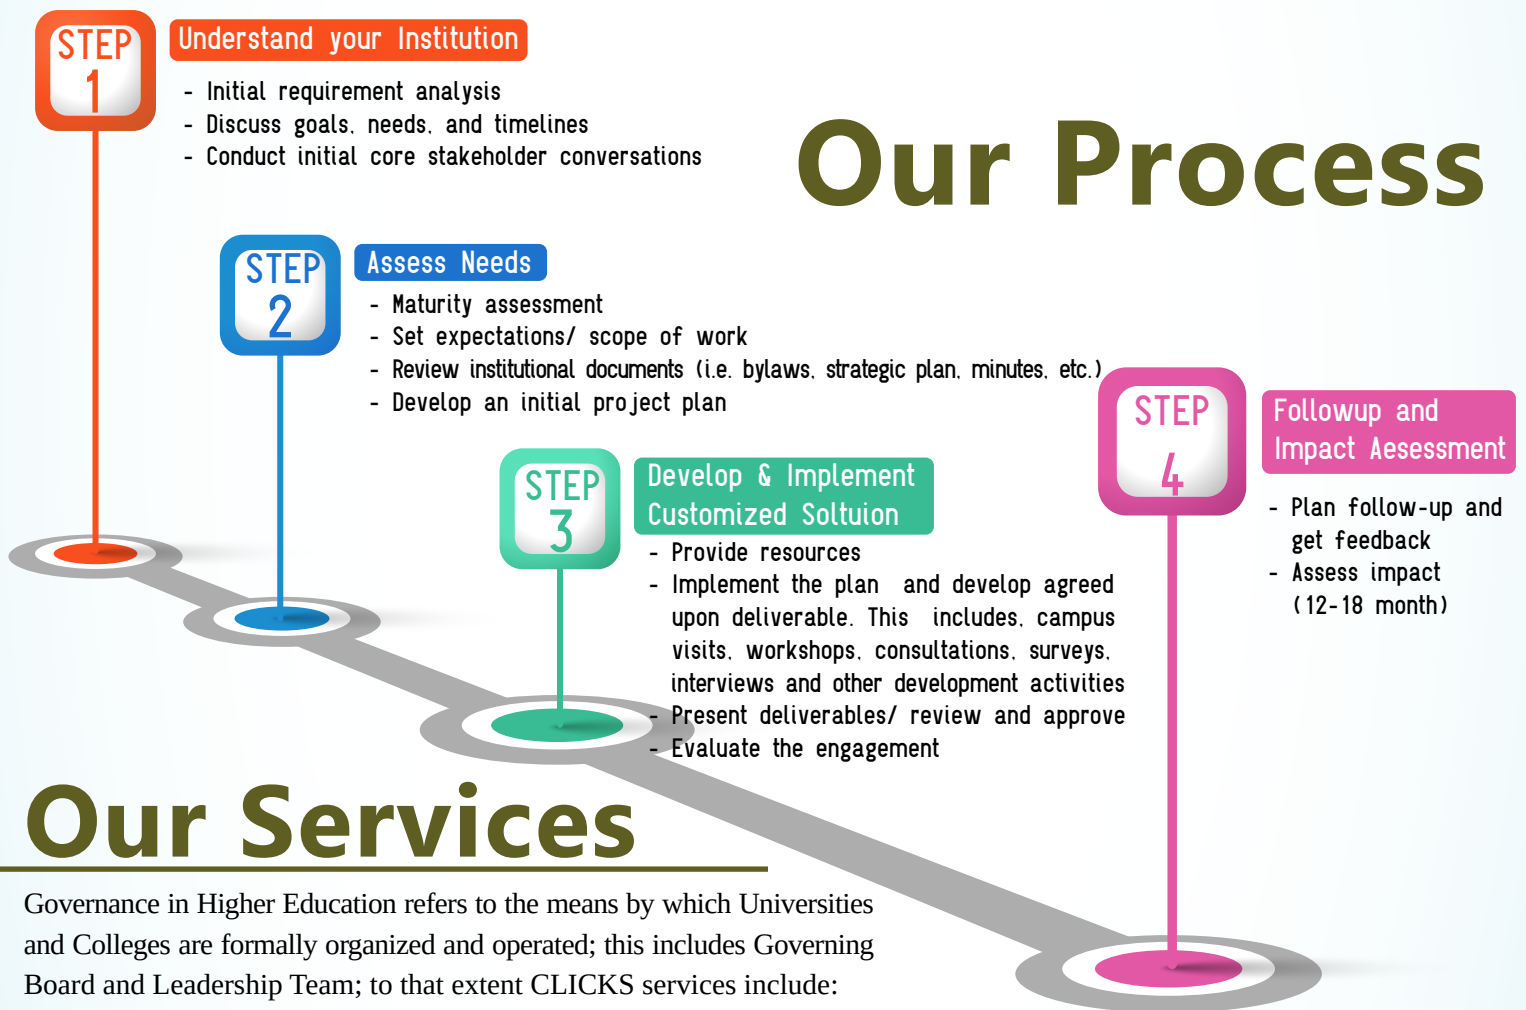 STEP
1
Understand your Institution
- Initial requirement analysis
- Discuss goals, needs, and timelines
- Conduct initial core stakeholder conversations
Our Process
STEP
2
Assess Needs
- Maturity assessment
- Set expectations/ scope of work
- Review institutional documents (i.e. bylaws, strategic plan, minutes, etc.)
- Develop an initial project plan
STEP
3
Develop & Implement
Customized Soltuion
- Provide resources
- Implement the plan and develop agreed
upon deliverable. This includes, campus
visits, workshops, consultations, surveys,
interviews and other development activities
- Present deliverables/ review and approve
- Evaluate the engagement
STEP
4
Followup and
Impact Aesessment
- Plan follow-up and
get feedback
- Assess impact
(12-18 month)
Our Services
Governance in Higher Education refers to the means by which Universities
and Colleges are formally organized and operated; this includes Governing
Board and Leadership Team; to that extent CLICKS services include: